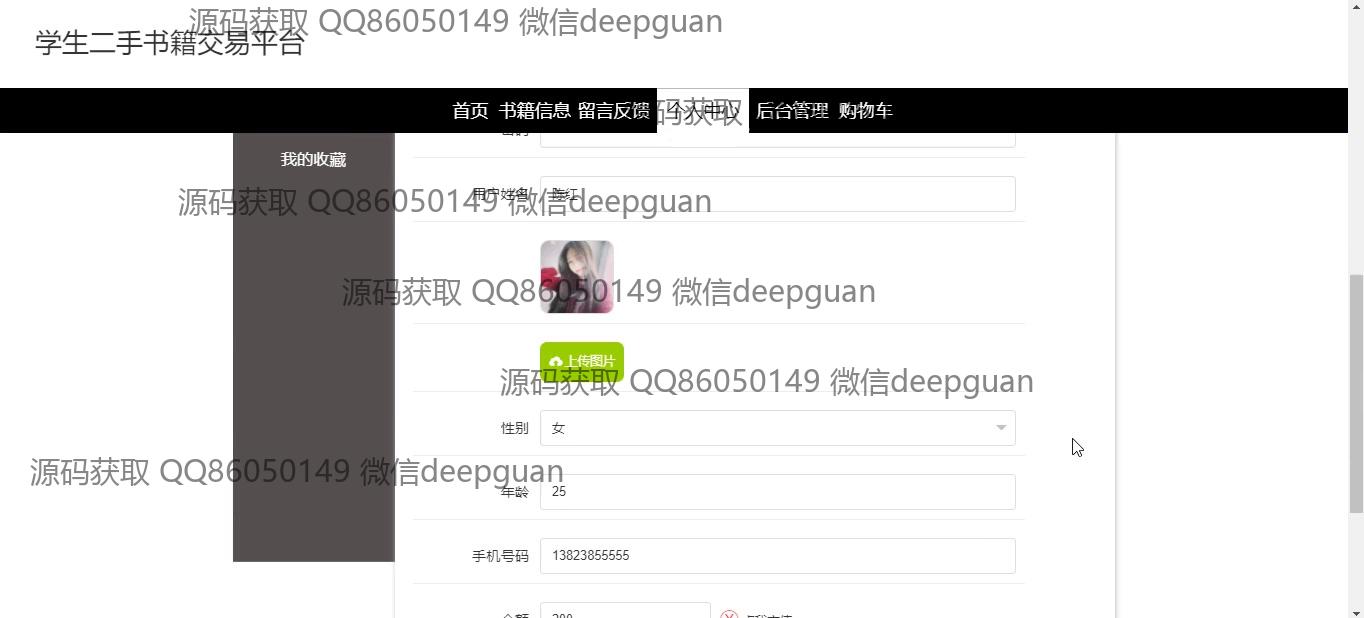 源码获取 QQ86050149 微信deepguan
学生二手书籍交易平台
首页 书籍信息 留言反馈 个人中心 后台管理 购物车
源码获取
我的收藏
源码获取 QQ86050149 微信deepguan
用户姓名 陈红
源码获取 QQ86050149 微信deepguan
上传图片
源码获取 QQ86050149 微信deepguan
性别 女
源码获取 QQ86050149 微信deepguan
年龄 25
手机号码 13823855555